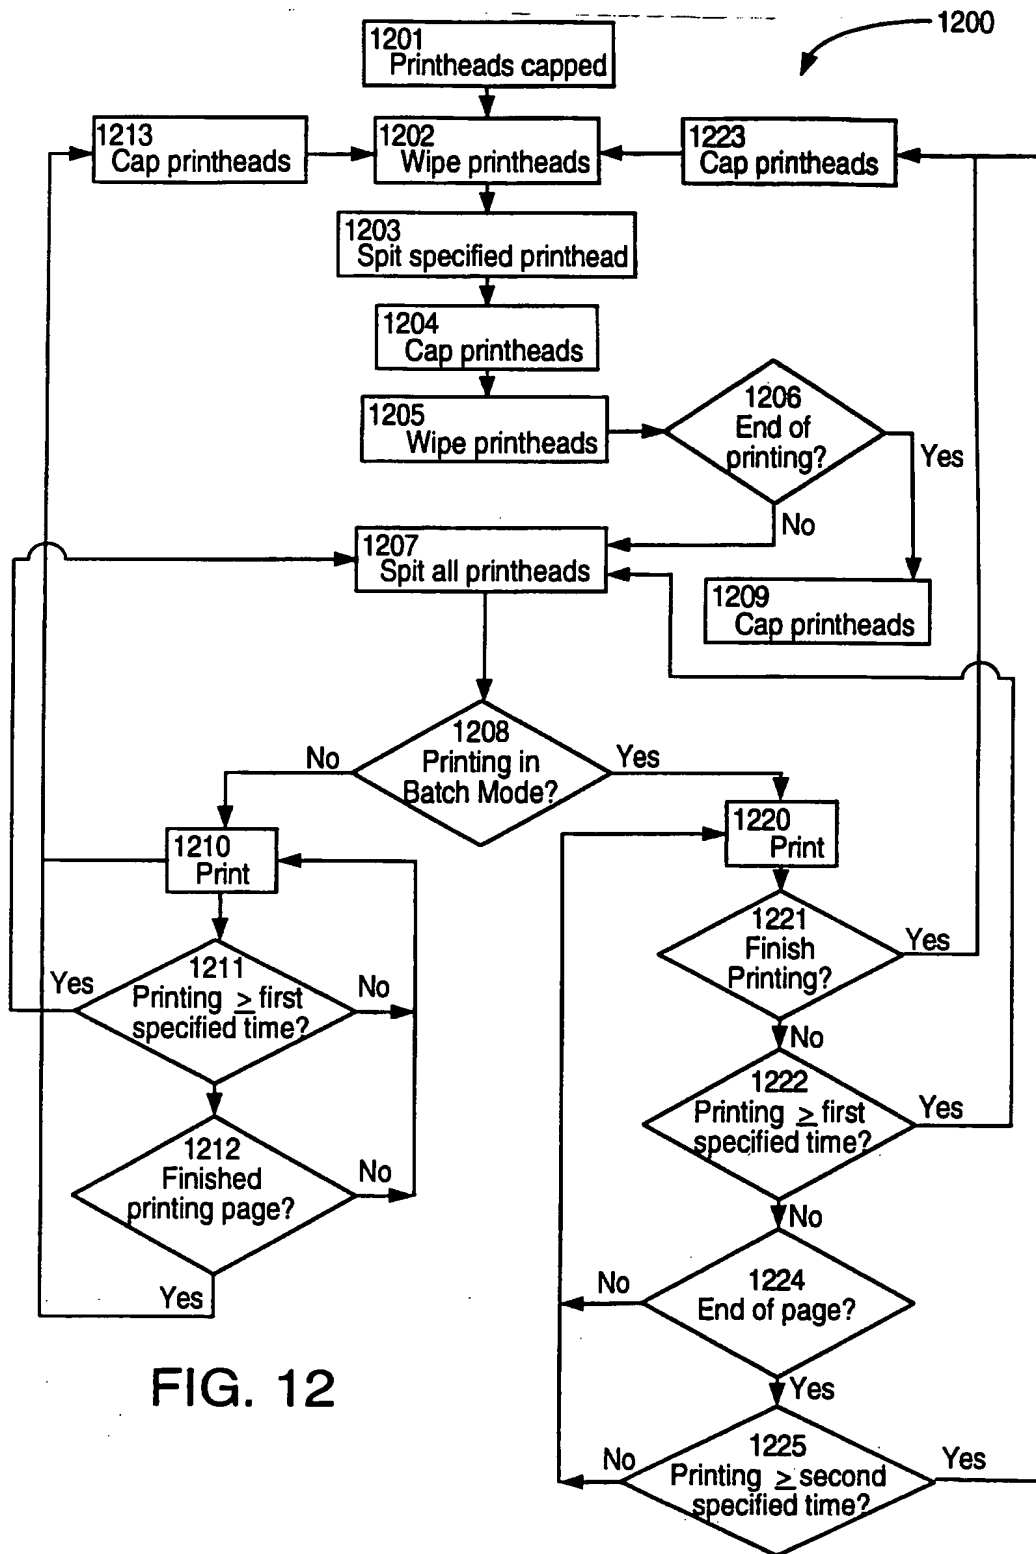 1200
1201
Printheads capped
1213
Cap printheads
1202
Wipe printheads
1223
Cap printheads
1203
Spit specified printhead
1204
Cap printheads
1205
Wipe printheads
1206
End of
printing?
Yes
No
1207
Spit all printheads
1209
Cap printheads
1208
Printing in
Batch Mode?
No
Yes
1210
Print
1220
Print
1211
Printing ≥ first
specified time?
Yes
No
1221
Finish
Printing?
Yes
No
1212
Finished
printing page?
No
Yes
1222
Printing ≥ first
specified time?
Yes
No
1224
End of page?
No
Yes
1225
Printing ≥ second
specified time?
No
Yes
FIG. 12